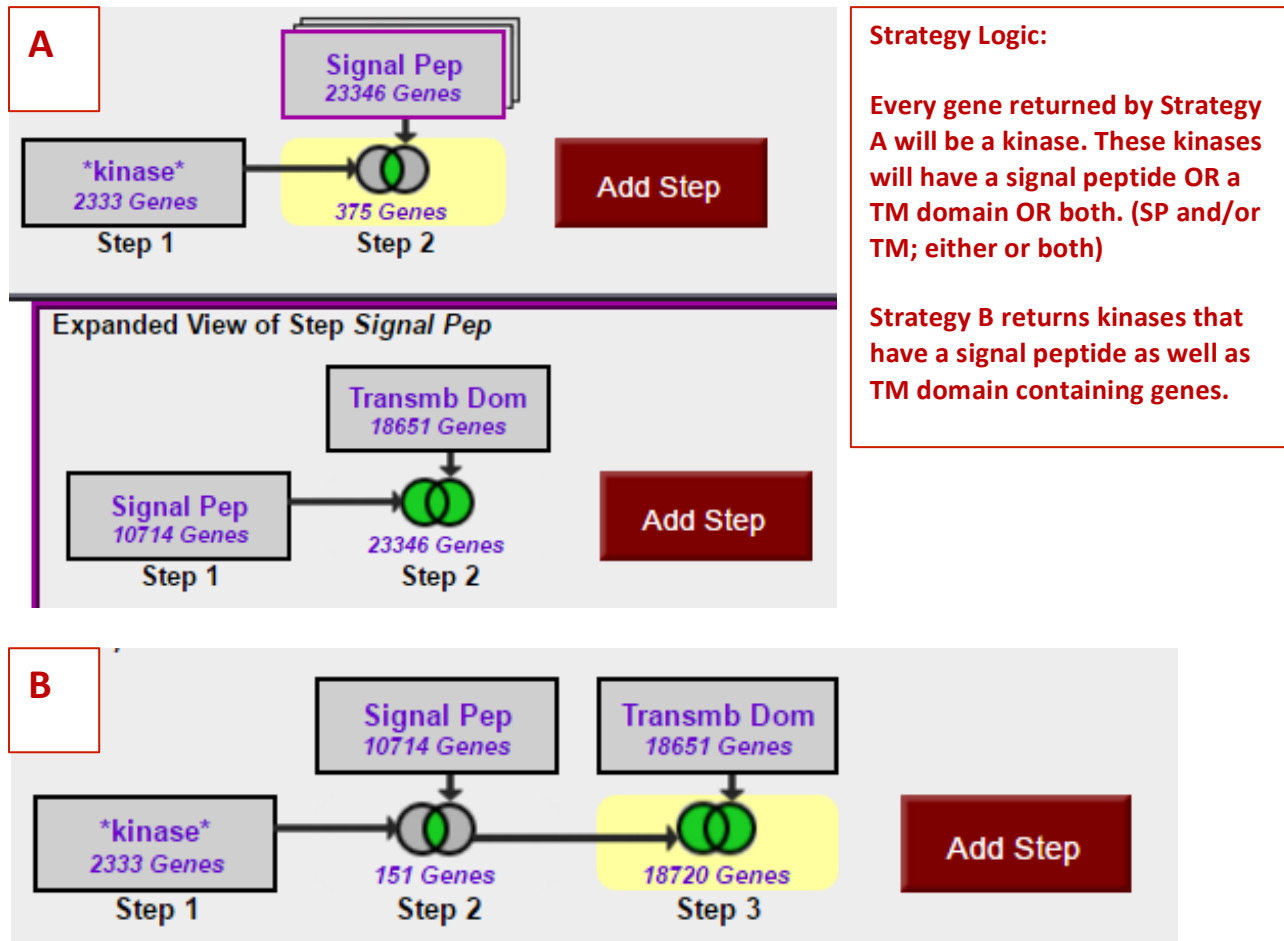 A
Signal Pep
23346 Genes
*kinase*
2333 Genes
Step 1
375 Genes
Step 2
Add Step
Expanded View of Step Signal Pep
Transmb Dom
18651 Genes
Signal Pep
10714 Genes
Step 1
23346 Genes
Step 2
Add Step
Strategy Logic:
Every gene returned by Strategy
A will be a kinase. These kinases
will have a signal peptide OR a
TM domain OR both. (SP and/or
TM; either or both)
Strategy B returns kinases that
have a signal peptide as well as
TM domain containing genes.
B
Signal Pep
10714 Genes
Transmb Dom
18651 Genes
*kinase*
2333 Genes
Step 1
151 Genes
Step 2
18720 Genes
Step 3
Add Step